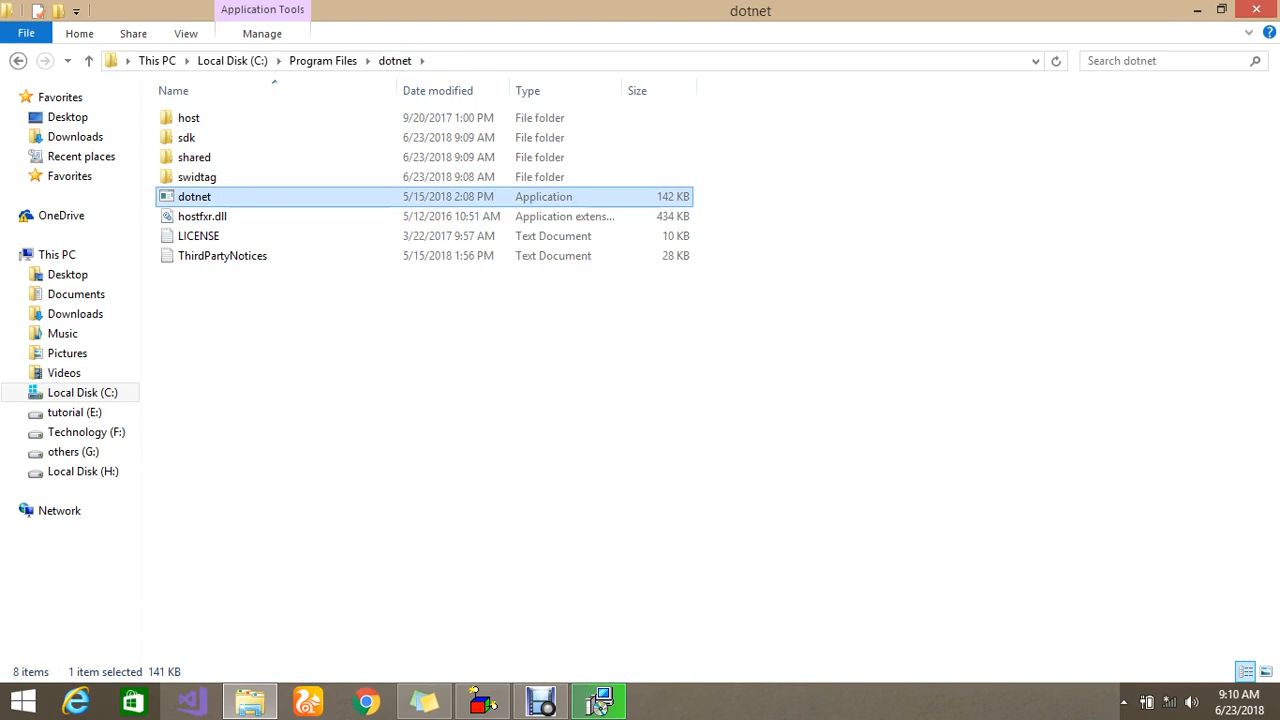 Application Tools
dotnet
File Home Share View Manage
This PC Local Disk (C:) Program Files dotnet
Search dotnet
Name Date modified Type Size
Favorites
Desktop
Downloads
Recent places
Favorites
OneDrive
This PC
Desktop
Documents
Downloads
Music
Pictures
Videos
Local Disk (C:)
tutorial (E:)
Technology (F:)
others (G:)
Local Disk (H:)
Network
host 9/20/2017 1:00 PM File folder
sdk 6/23/2018 9:09 AM File folder
shared 6/23/2018 9:09 AM File folder
swidtag 6/23/2018 9:08 AM File folder
dotnet 5/15/2018 2:08 PM Application 142 KB
hostfxr.dll 5/12/2016 10:51 AM Application extens... 434 KB
LICENSE 3/22/2017 9:57 AM Text Document 10 KB
ThirdPartyNotices 5/15/2018 1:56 PM Text Document 28 KB
8 items 1 item selected 141 KB
9:10 AM
6/23/2018